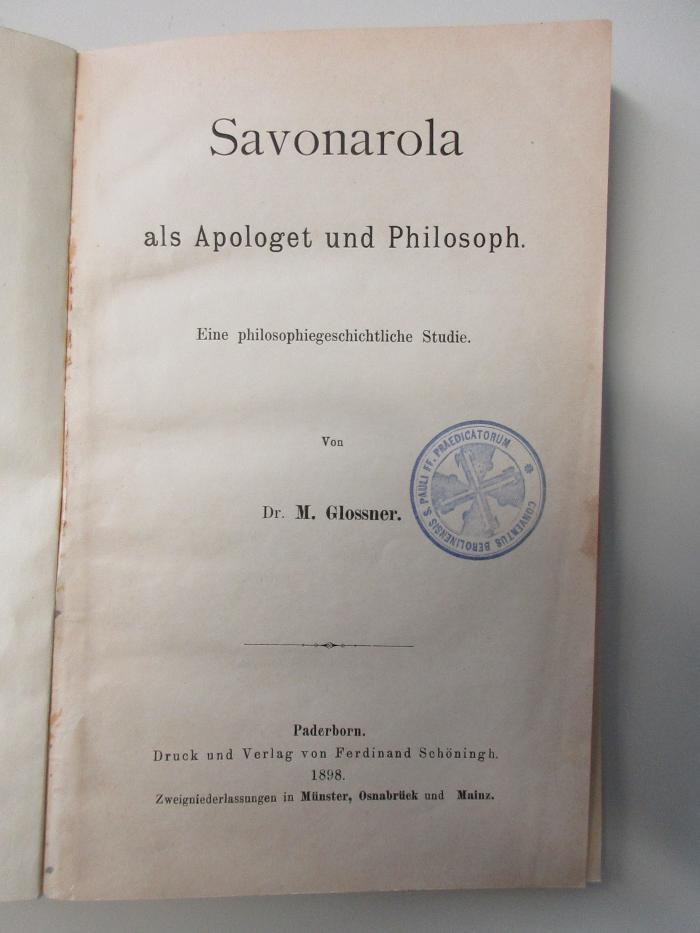 Savonarola
als Apologet und Philosoph.
Eine philosophiegeschichtliche Studie.
Von
Dr. M. Glossner.
CONVENTUS BEROLINENSIS S. PAULI FF. PRAEDICATORUM
Paderborn.
Druck und Verlag von Ferdinand Schöningh.
1898.
Zweigniederlassungen in Münster, Osnabrück und Mainz.